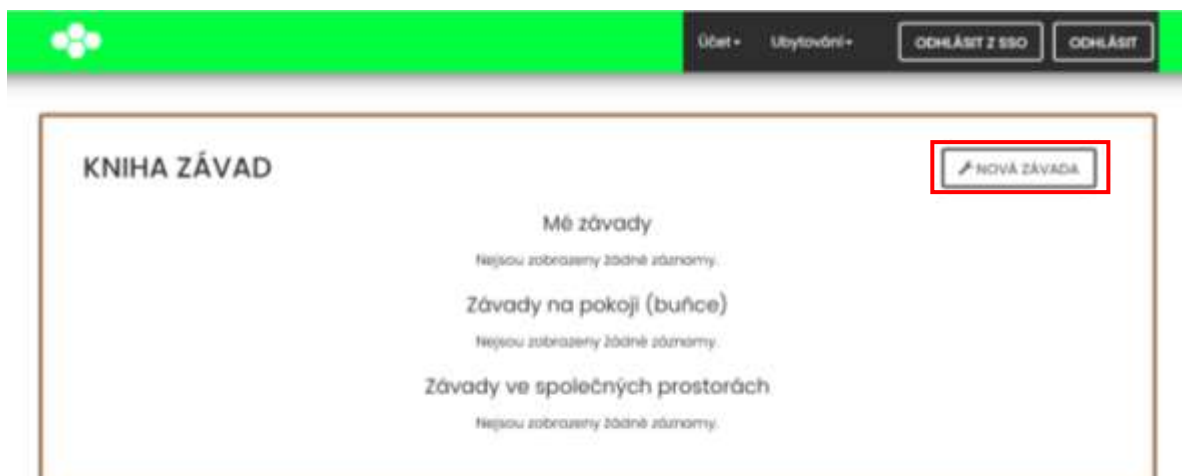 Účet
Ubytování
ODHLÁSIT Z SSO
ODHLÁSIT
KNIHA ZÁVAD
NOVÁ ZÁVADA
Mé závady
Nejsou zobrazeny žádné záznamy.
Závady na pokoji (buňce)
Nejsou zobrazeny žádné záznamy.
Závady ve společných prostorách
Nejsou zobrazeny žádné záznamy.